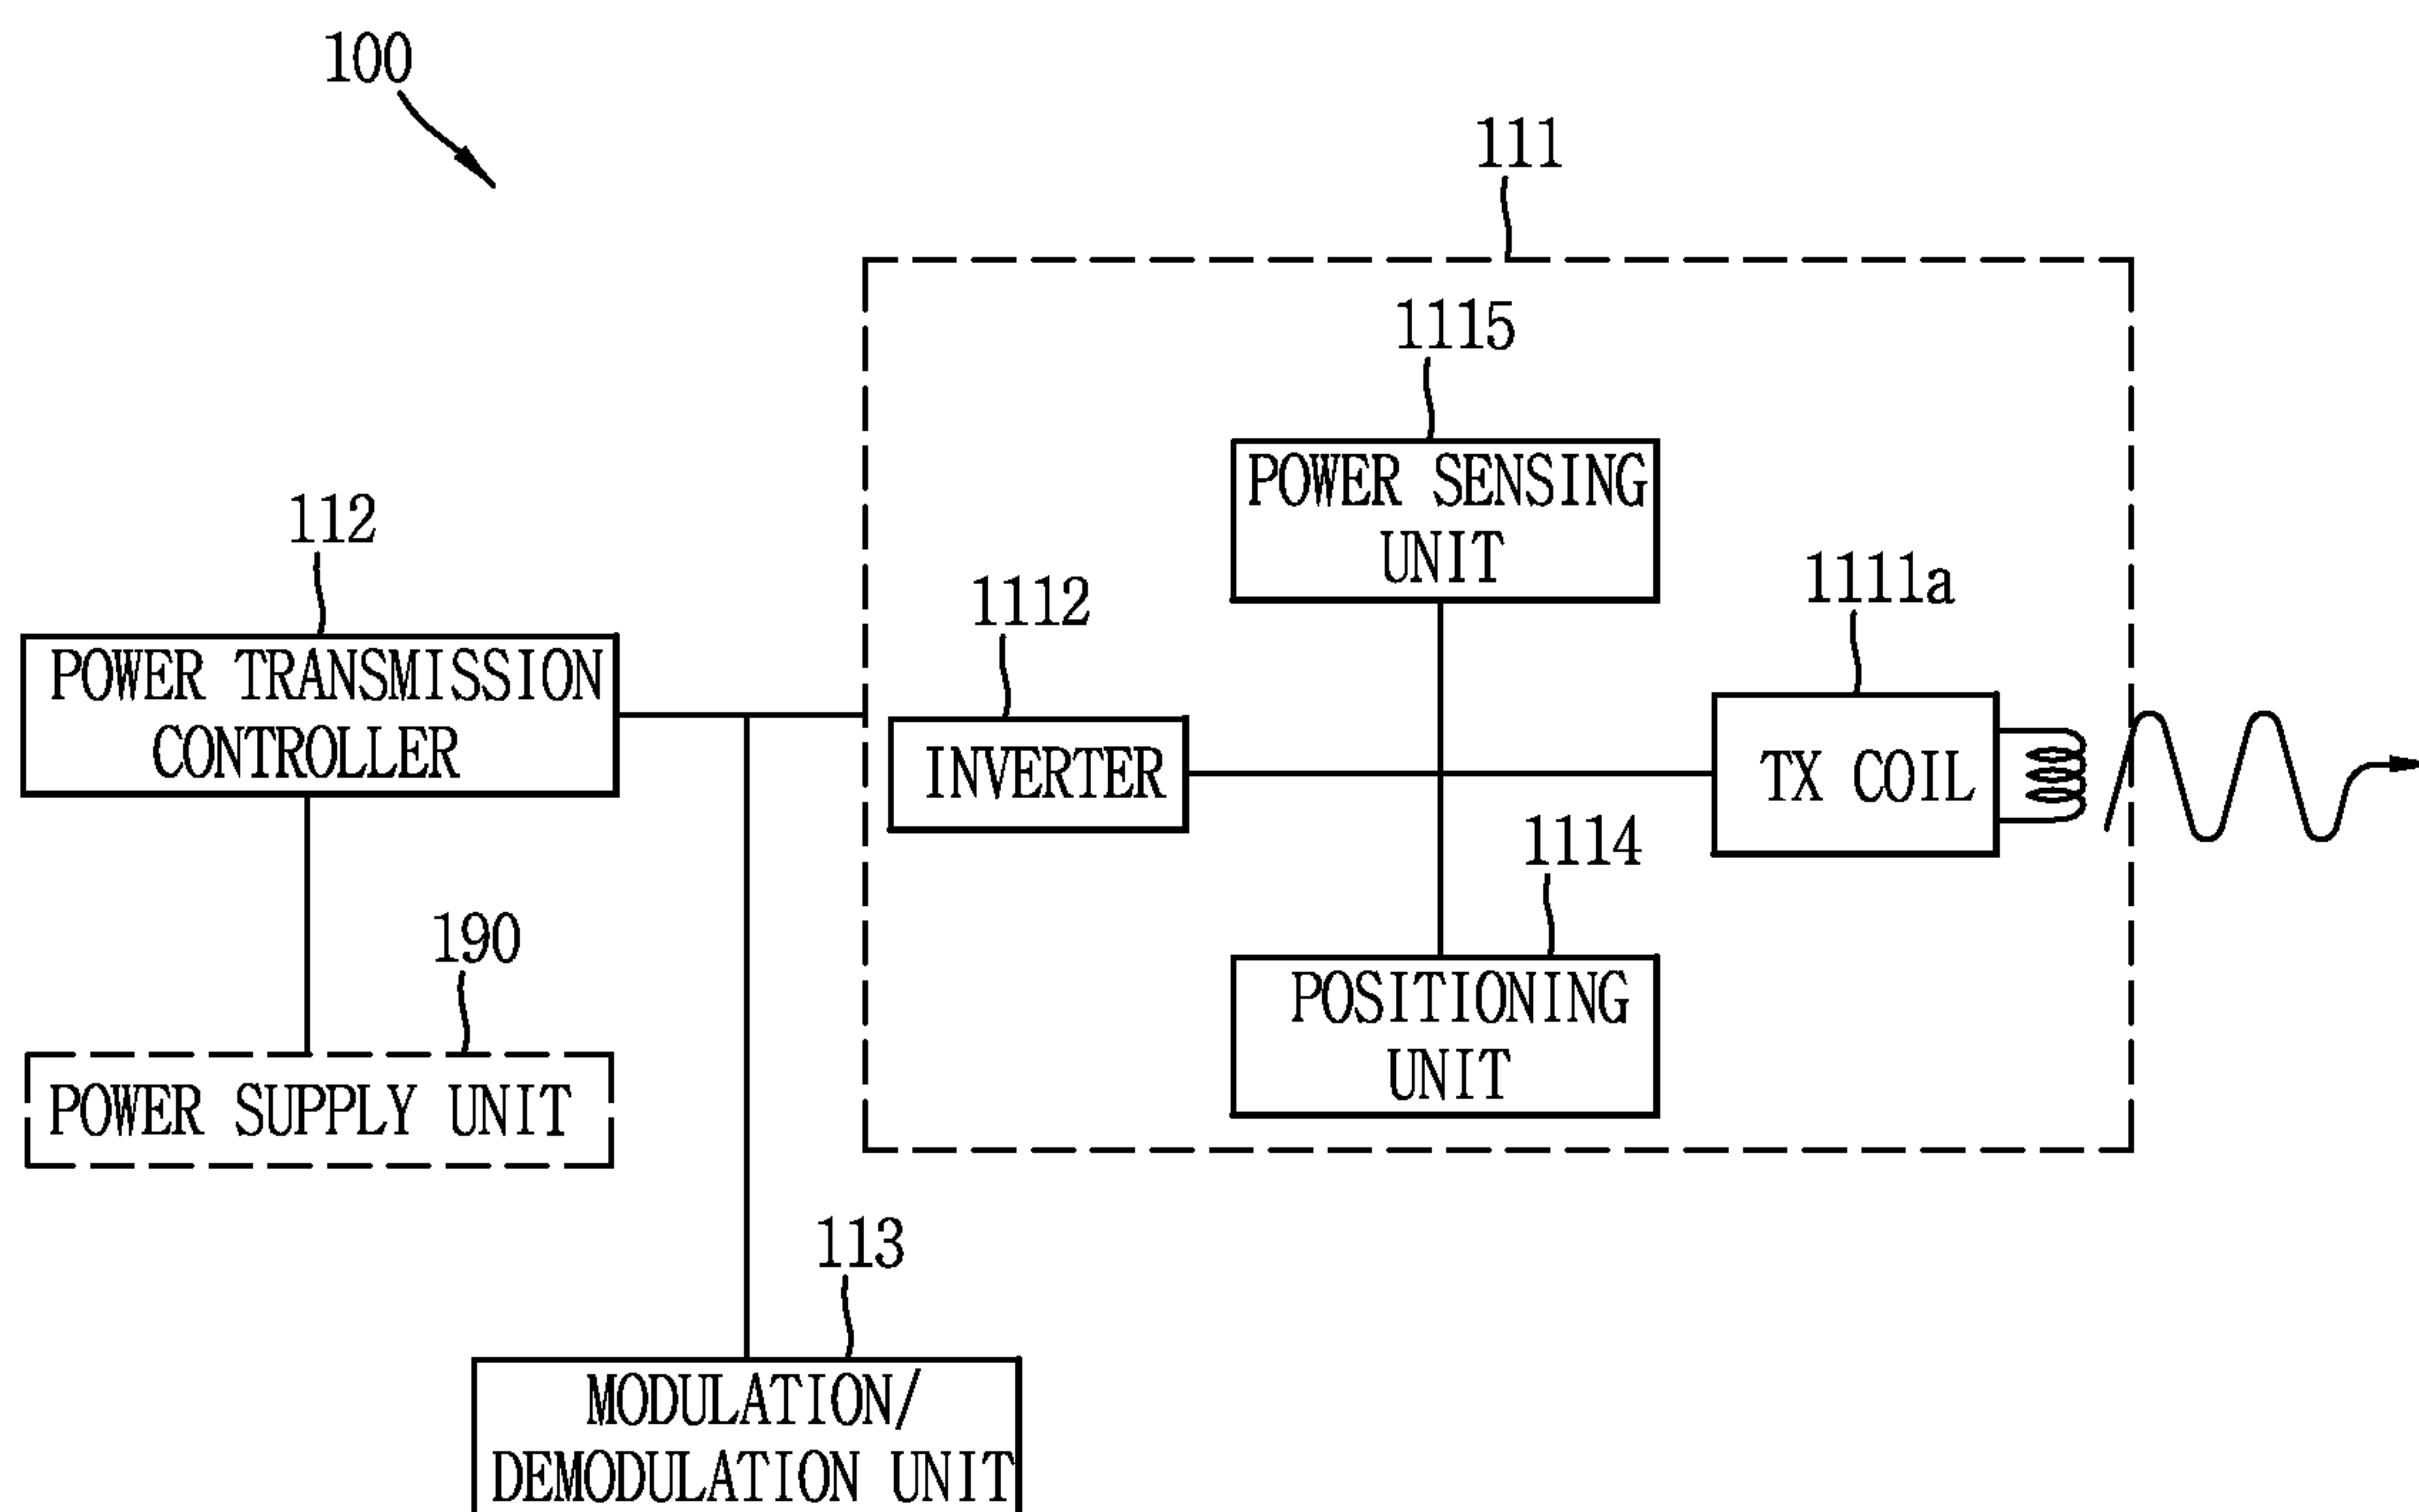 100
111
1115
POWER SENSING
UNIT
112
POWER TRANSMISSION
CONTROLLER
1112
INVERTER
1111a
TX COIL
1114
POSITIONING
UNIT
190
POWER SUPPLY UNIT
113
MODULATION/
DEMODULATION UNIT